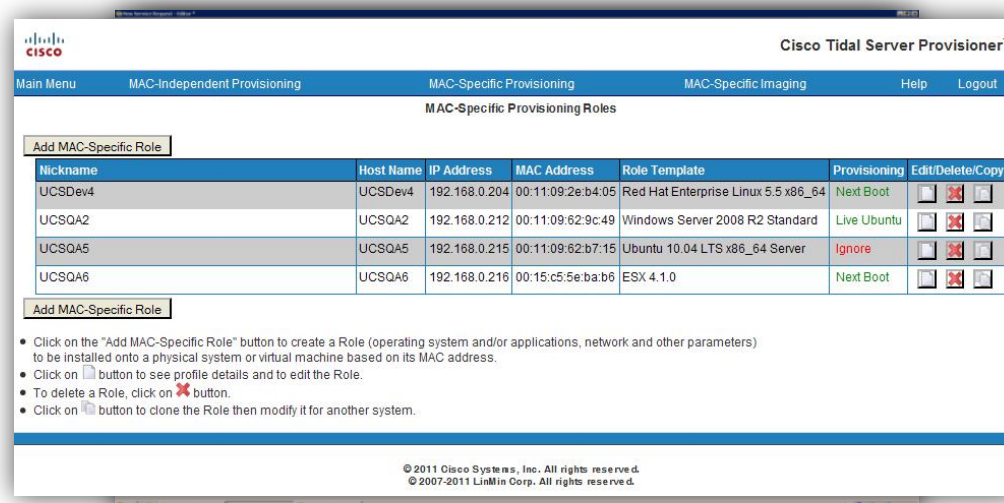 New Service Request - Editor *
CISCO
Cisco Tidal Server Provisioner
Main Menu MAC-Independent Provisioning MAC-Specific Provisioning MAC-Specific Imaging Help Logout
MAC-Specific Provisioning Roles
Add MAC-Specific Role
Nickname Host Name IP Address MAC Address Role Template Provisioning Edit/Delete/Copy
UCSDev4 UCSDev4 192.168.0.204 00:11:09:2e:b4:05 Red Hat Enterprise Linux 5.5 x86_64 Next Boot
UCSQA2 UCSQA2 192.168.0.212 00:11:09:62:9c:49 Windows Server 2008 R2 Standard Live Ubuntu
UCSQA5 UCSQA5 192.168.0.215 00:11:09:62:b7:15 Ubuntu 10.04 LTS x86_64 Server Ignore
UCSQA6 UCSQA6 192.168.0.216 00:15:c5:5e:ba:b6 ESX 4.1.0 Next Boot
Add MAC-Specific Role
Click on the "Add MAC-Specific Role" button to create a Role (operating system and/or applications, network and other parameters)
to be installed onto a physical system or virtual machine based on its MAC address.
Click on button to see profile details and to edit the Role.
To delete a Role, click on button.
Click on button to clone the Role then modify it for another system.
© 2011 Cisco Systems, Inc. All rights reserved.
© 2007-2011 LinMin Corp. All rights reserved.